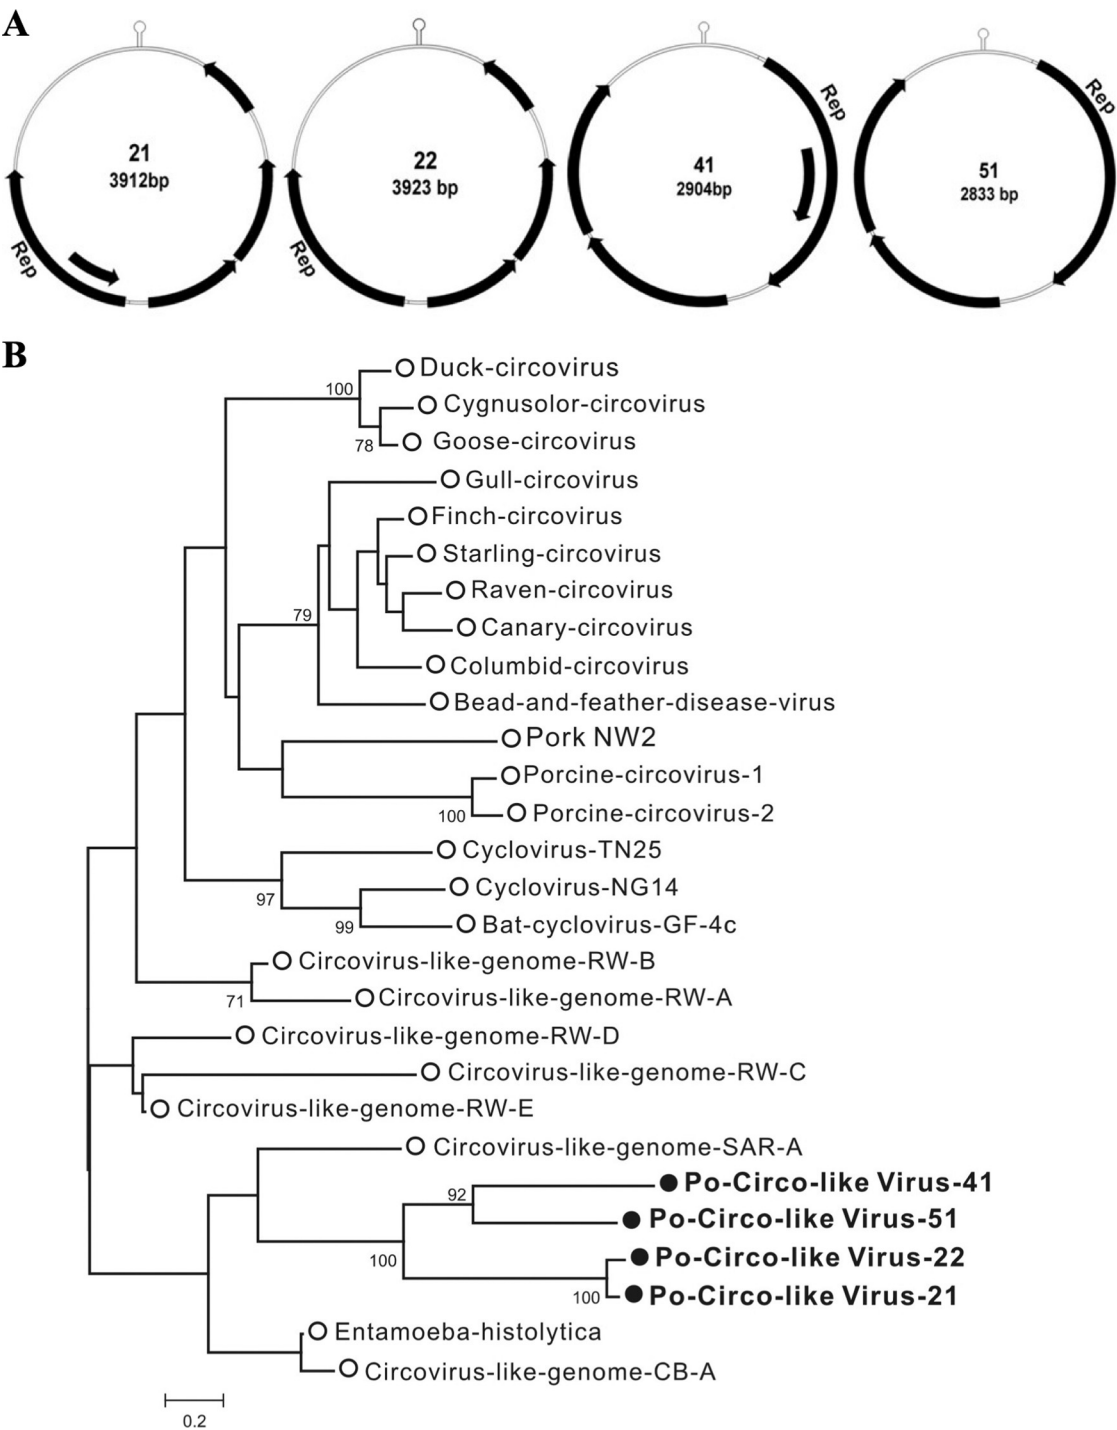 A
21
3912bp
Rep
22
3923 bp
Rep
41
2904bp
Rep
51
2833 bp
Rep
B
Duck-circovirus
100
Cygnusolor-circovirus
78
Goose-circovirus
Gull-circovirus
Finch-circovirus
Starling-circovirus
Raven-circovirus
79
Canary-circovirus
Columbid-circovirus
Bead-and-feather-disease-virus
Pork NW2
Porcine-circovirus-1
100
Porcine-circovirus-2
Cyclovirus-TN25
97
Cyclovirus-NG14
99
Bat-cyclovirus-GF-4c
Circovirus-like-genome-RW-B
71
Circovirus-like-genome-RW-A
Circovirus-like-genome-RW-D
Circovirus-like-genome-RW-C
Circovirus-like-genome-RW-E
Circovirus-like-genome-SAR-A
92
Po-Circo-like Virus-41
Po-Circo-like Virus-51
100
Po-Circo-like Virus-22
100
Po-Circo-like Virus-21
Entamoeba-histolytica
Circovirus-like-genome-CB-A
0.2